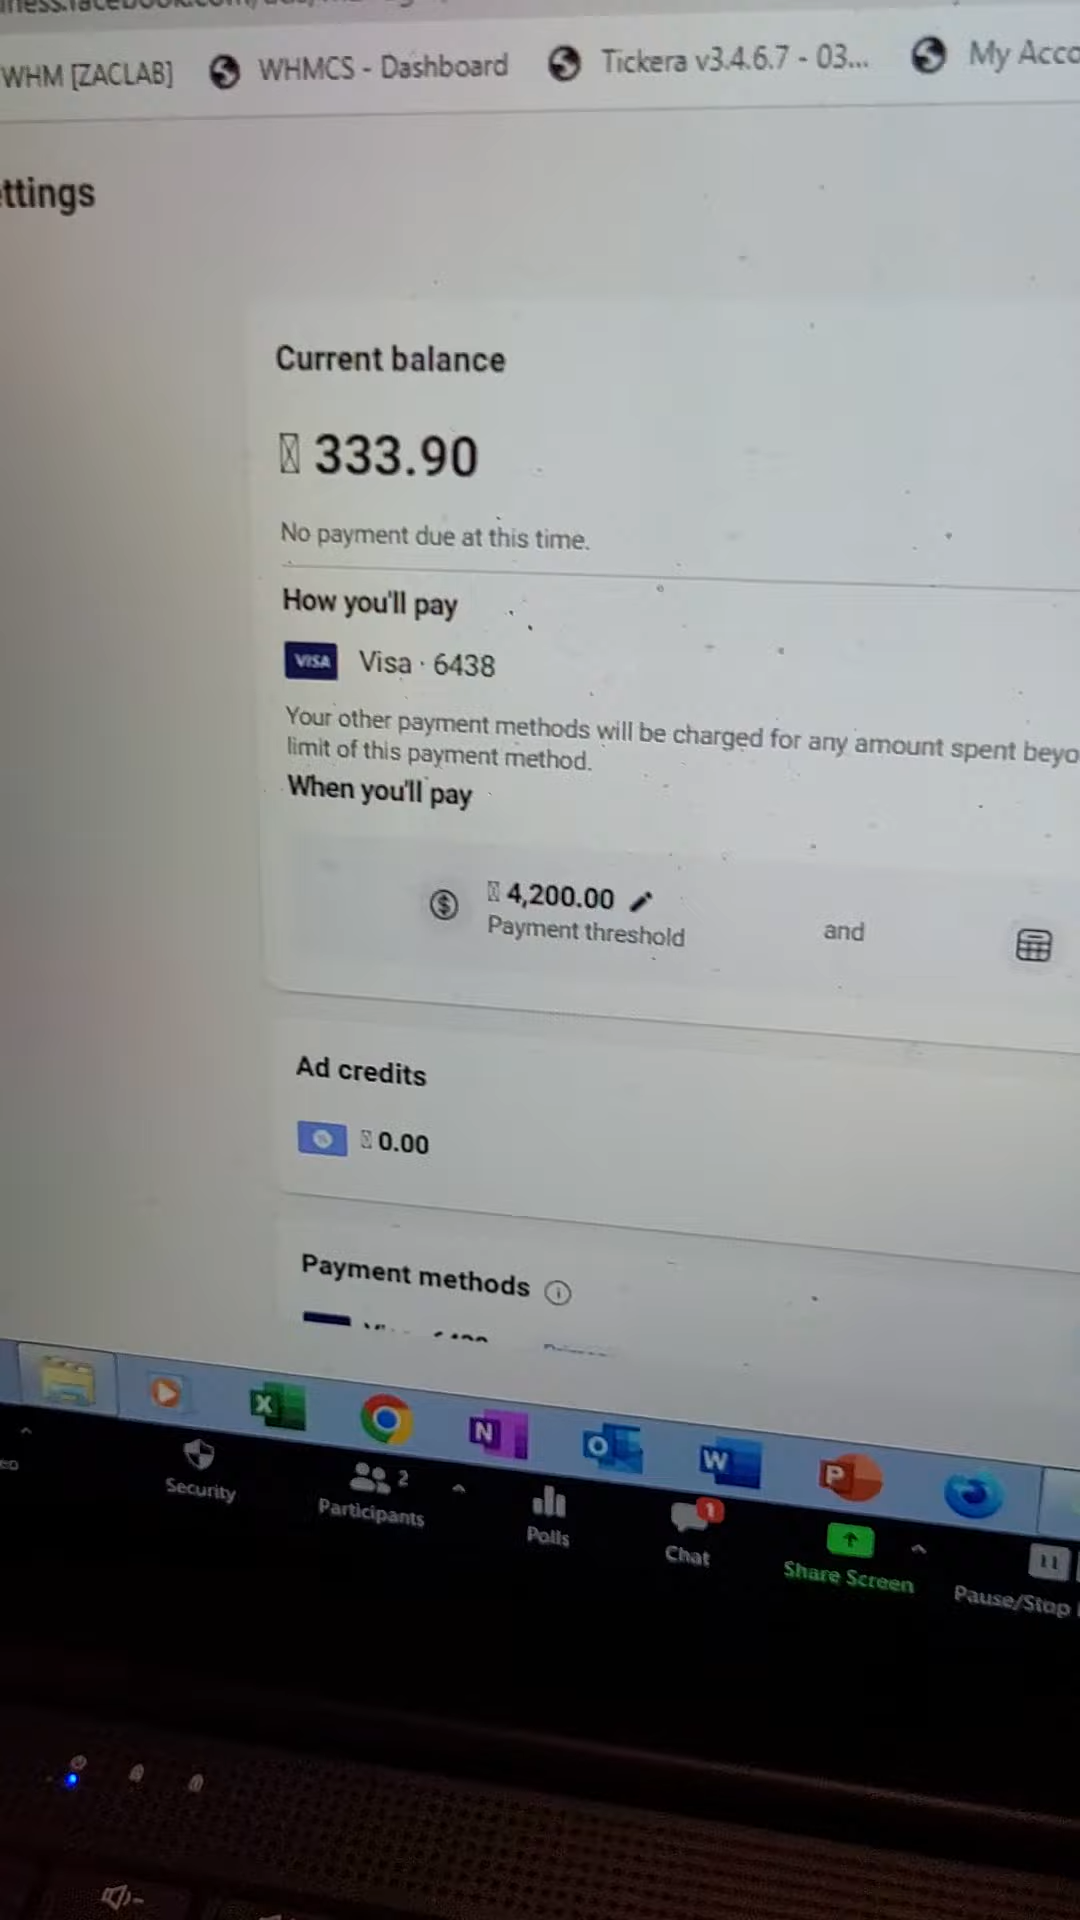 WHM [ZACLAB] WHMCS - Dashboard Tickera v3.4.6.7 - 03... My Acco
ttings
Current balance
333.90
No payment due at this time.
How you'll pay
VISA Visa · 6438
Your other payment methods will be charged for any amount spent beyo
limit of this payment method.
When you'll pay
4,200.00
Payment threshold
and
Ad credits
0.00
Payment methods
Security
Participants 2
Polls
Chat 1
Share Screen
Pause/Stop